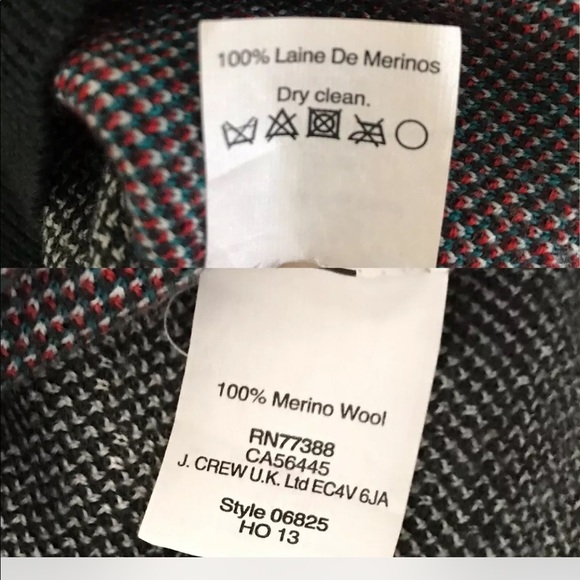 100% Laine De Merinos
Dry clean.
100% Merino Wool
RN77388
CA56445
J. CREW U.K. Ltd EC4V 6JA
Style 06825
HO 13